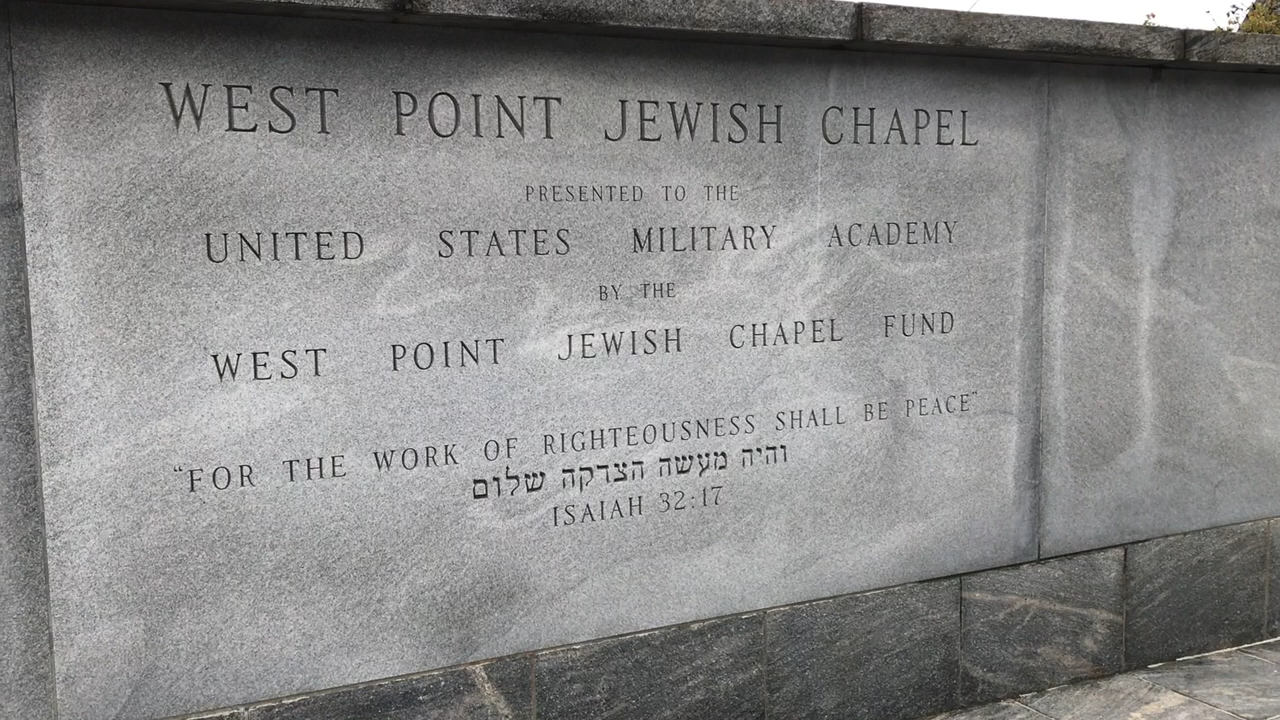 WEST POINT JEWISH CHAPEL
PRESENTED TO THE
UNITED STATES MILITARY ACADEMY
BY THE
WEST POINT JEWISH CHAPEL FUND
“FOR THE WORK OF RIGHTEOUSNESS SHALL BE PEACE”
והיה מעשה הצדקה שלום
ISAIAH 32:17